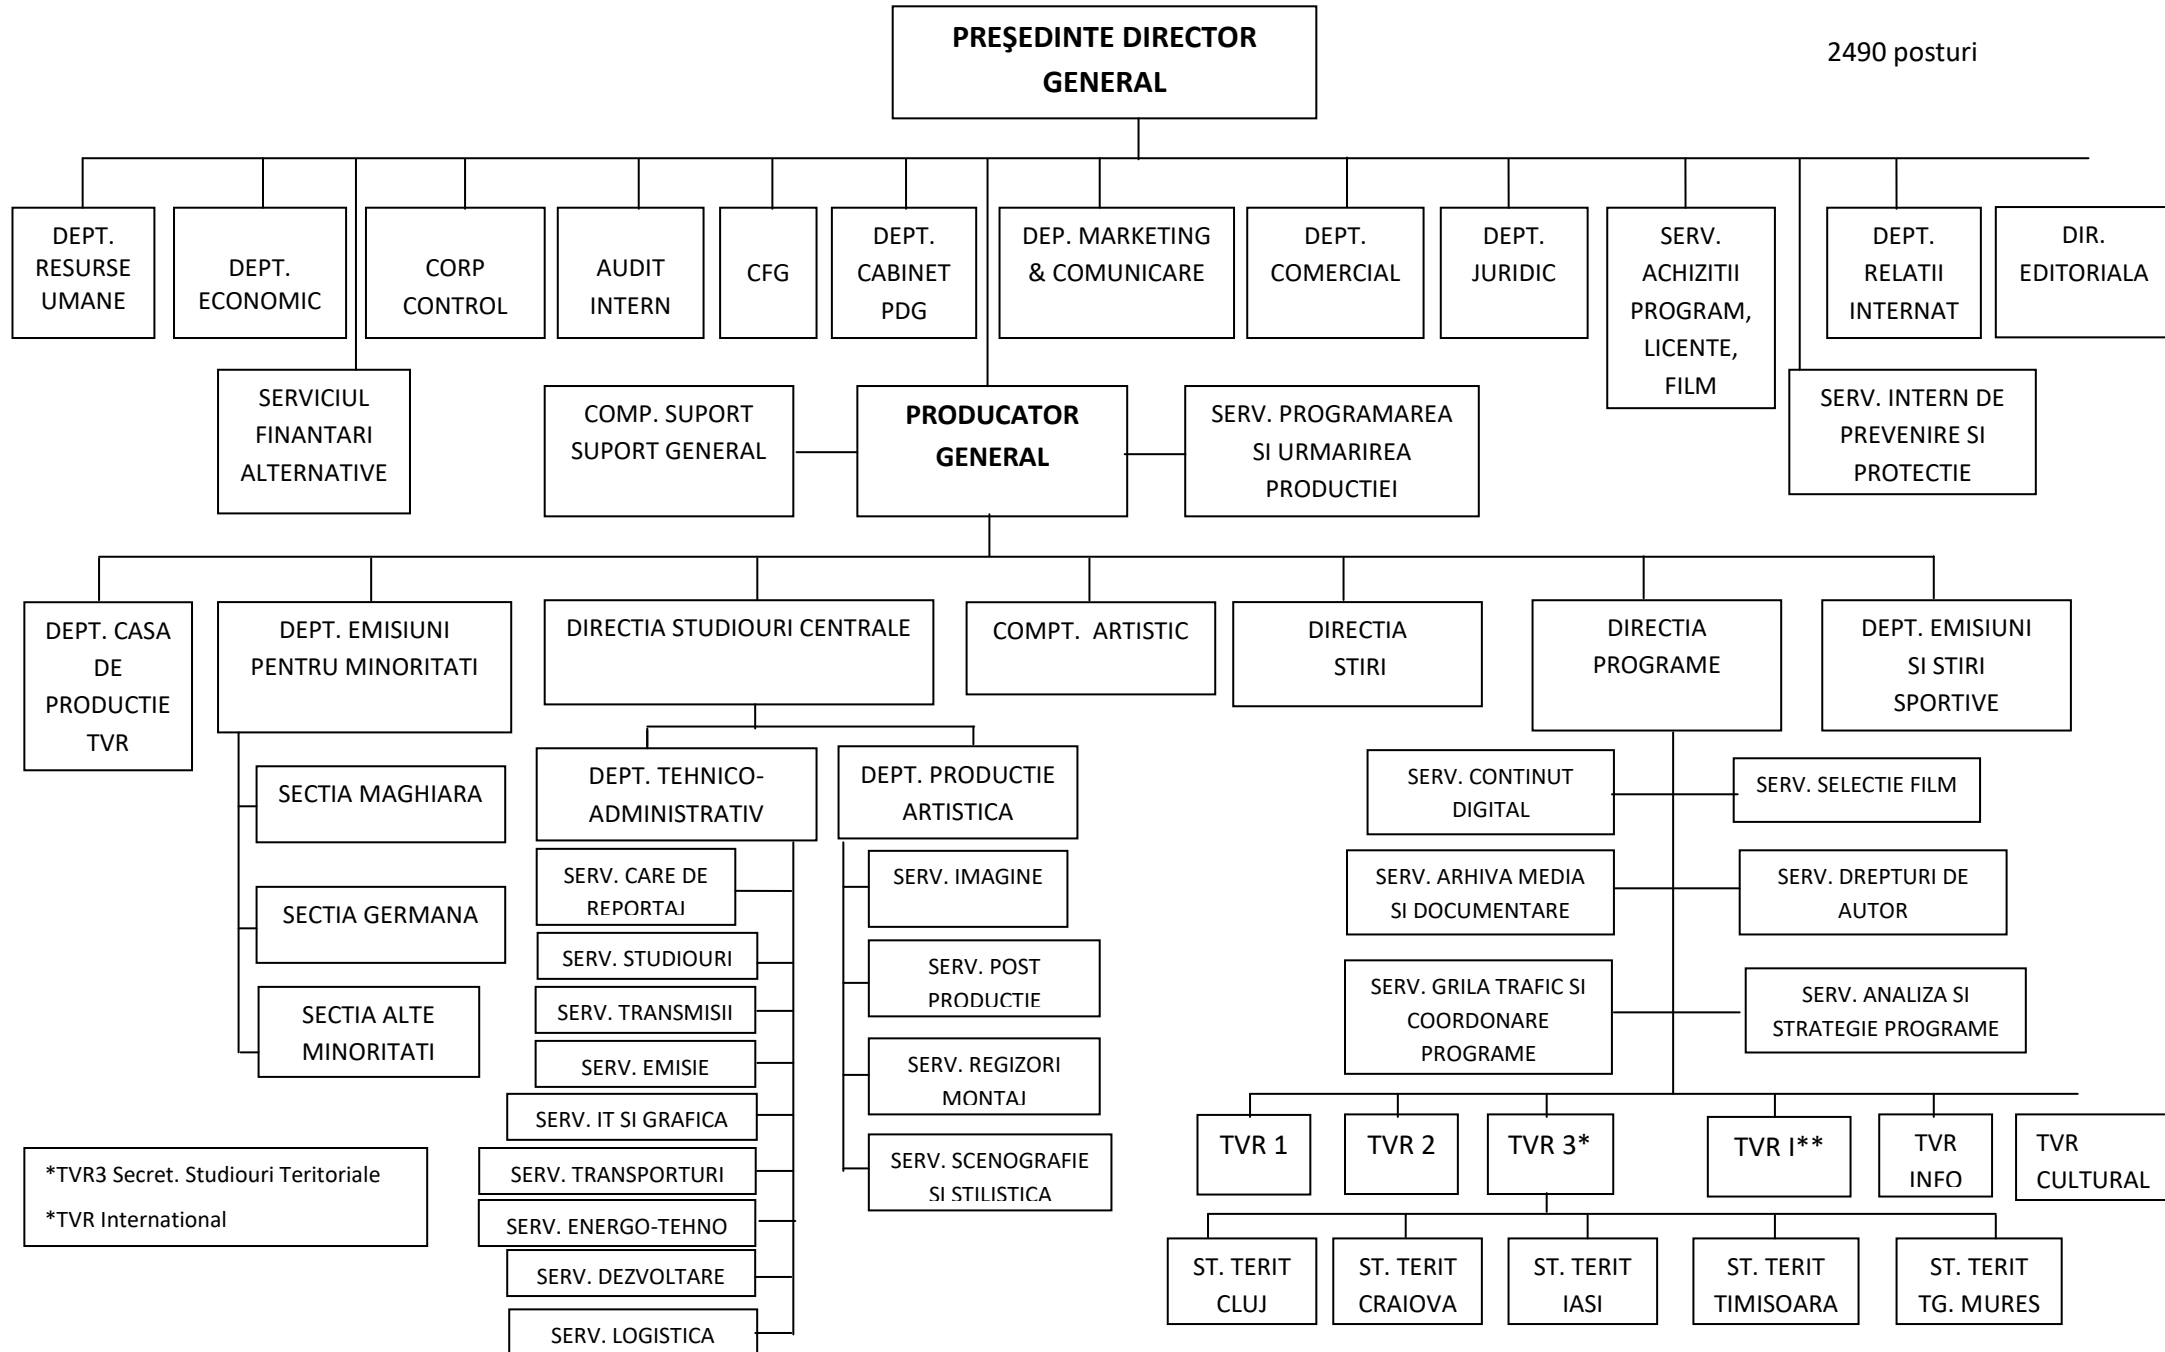 PREŞEDINTE DIRECTOR
GENERAL
2490 posturi
DEPT.
RESURSE
UMANE
DEPT.
ECONOMIC
CORP
CONTROL
AUDIT
INTERN
CFG
DEPT.
CABINET
PDG
DEP. MARKETING
& COMUNICARE
DEPT.
COMERCIAL
DEPT.
JURIDIC
SERV.
ACHIZITII
PROGRAM,
LICENTE,
FILM
DEPT.
RELATII
INTERNAT
DIR.
EDITORIALA
SERVICIUL
FINANTARI
ALTERNATIVE
COMP. SUPORT
SUPORT GENERAL
PRODUCATOR
GENERAL
SERV. PROGRAMAREA
SI URMARIREA
PRODUCTIEI
SERV. INTERN DE
PREVENIRE SI
PROTECTIE
DEPT. CASA
DE
PRODUCTIE
TVR
DEPT. EMISIUNI
PENTRU MINORITATI
DIRECTIA STUDIOURI CENTRALE
COMPT. ARTISTIC
DIRECTIA
STIRI
DIRECTIA
PROGRAME
DEPT. EMISIUNI
SI STIRI
SPORTIVE
SECTIA MAGHIARA
SECTIA GERMANA
SECTIA ALTE
MINORITATI
DEPT. TEHNICO-
ADMINISTRATIV
SERV. CARE DE
REPORTAJ
SERV. STUDIOURI
SERV. TRANSMISII
SERV. EMISIE
SERV. IT SI GRAFICA
SERV. TRANSPORTURI
SERV. ENERGO-TEHNO
SERV. DEZVOLTARE
SERV. LOGISTICA
DEPT. PRODUCTIE
ARTISTICA
SERV. IMAGINE
SERV. POST
PRODUCTIE
SERV. REGIZORI
MONTAJ
SERV. SCENOGRAFIE
SI STILISTICA
SERV. CONTINUT
DIGITAL
SERV. SELECTIE FILM
SERV. ARHIVA MEDIA
SI DOCUMENTARE
SERV. DREPTURI DE
AUTOR
SERV. GRILA TRAFIC SI
COORDONARE
PROGRAME
SERV. ANALIZA SI
STRATEGIE PROGRAME
TVR 1
TVR 2
TVR 3*
TVR I**
TVR
INFO
TVR
CULTURAL
ST. TERIT
CLUJ
ST. TERIT
CRAIOVA
ST. TERIT
IASI
ST. TERIT
TIMISOARA
ST. TERIT
TG. MURES
*TVR3 Secret. Studiouri Teritoriale
*TVR International